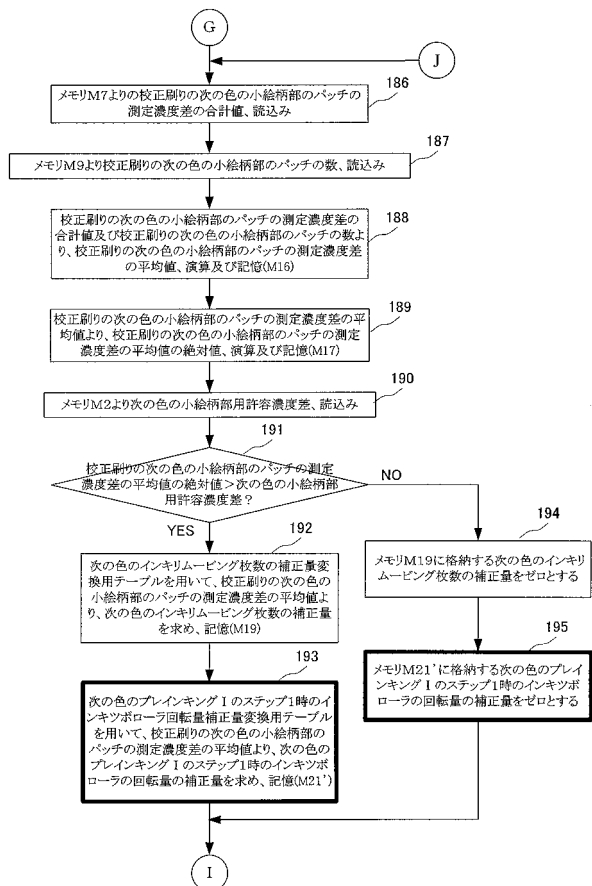 G
J
186
メモリM7よりの校正刷りの次の色の小絵柄部のパッチの
測定濃度差の合計値、読込み
187
メモリM9より校正刷りの次の色の小絵柄部のパッチの数、読込み
188
校正刷りの次の色の小絵柄部のパッチの測定濃度差の
合計値及び校正刷りの次の色の小絵柄部のパッチの数よ
り、校正刷りの次の色の小絵柄部のパッチの測定濃度差
の平均値、演算及び記憶(M16)
189
校正刷りの次の色の小絵柄部のパッチの測定濃度差の平
均値より、校正刷りの次の色の小絵柄部のパッチの測定
濃度差の平均値の絶対値、演算及び記憶(M17)
190
メモリM2より次の色の小絵柄部用許容濃度差、読込み
191
校正刷りの次の色の小絵柄部のパッチの測定
濃度差の平均値の絶対値>次の色の小絵柄部
用許容濃度差?
NO
YES
192
次の色のインキリムービング枚数の補正量変
換用テーブルを用いて、校正刷りの次の色の
小絵柄部のパッチの測定濃度差の平均値よ
り、次の色のインキリムービング枚数の補正量
を求め、記憶(M19)
194
メモリM19に格納する次の色のインキリ
ムービング枚数の補正量をゼロとする
193
次の色のプレインキングⅠのステップ1時のイ
ンキツボローラ回転量補正量変換用テーブル
を用いて、校正刷りの次の色の小絵柄部の
パッチの測定濃度差の平均値より、次の色の
プレインキングⅠのステップ1時のインキツボ
ローラの回転量の補正量を求め、記憶(M21')
195
メモリM21'に格納する次の色のプレイ
ンキングⅠのステップ1時のインキツボロ
ーラの回転量の補正量をゼロとする
I